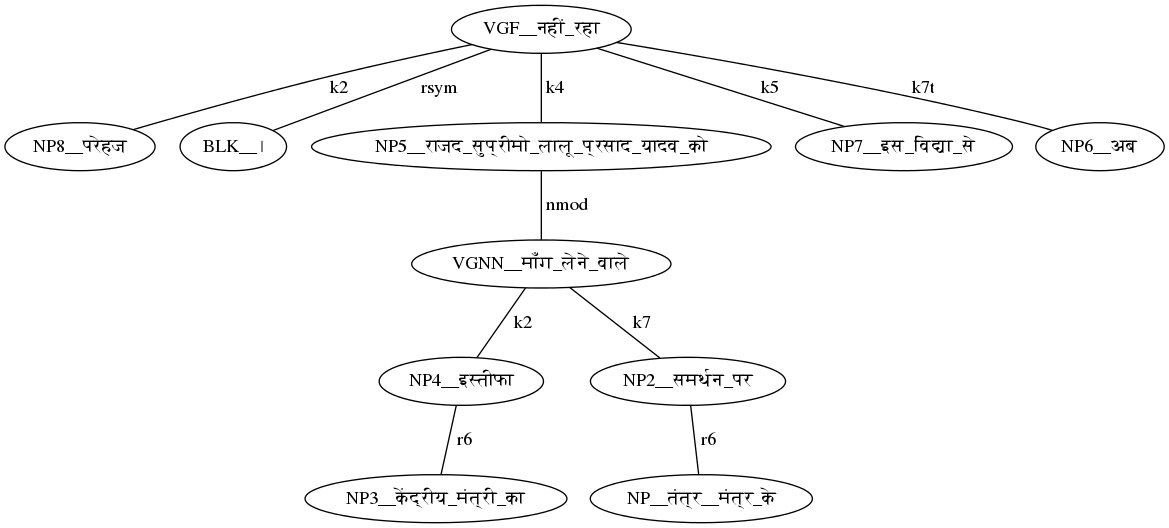 VGF__नहीं_रहा
k2 rsym k4 k5 k7t
NP8__परेहज BLK__। NP5__राजद_सुप्रीमो_लालू_प्रसाद_यादव_को NP7__इस_विद्या_से NP6__अब
nmod
VGNN__माँग_लेने_वाले
k2 k7
NP4__इस्तीफा NP2__समर्थन_पर
r6 r6
NP3__केंद्रीय_मंत्री_का NP__तंत्र__मंत्र_के